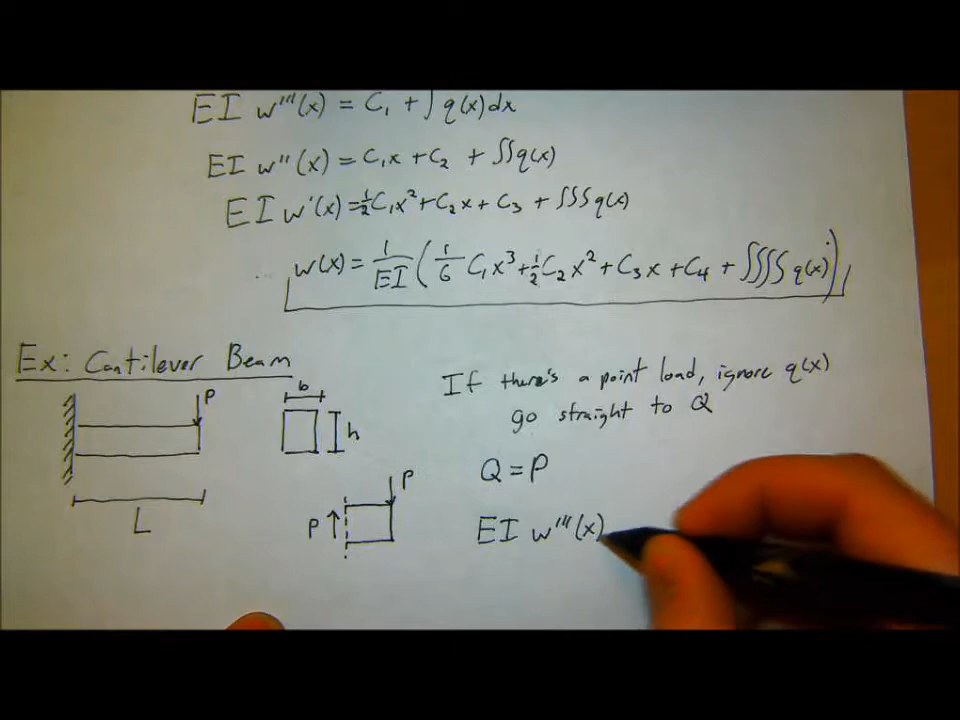 EI w'''(x) = C₁ + ∫q(x)dx
EI w''(x) = C₁x + C₂ + ∫∫q(x)
EI w'(x) = ½C₁x² + C₂x + C₃ + ∫∫∫q(x)
w(x) = 1/EI (1/6 C₁x³ + ½C₂x² + C₃x + C₄ + ∫∫∫∫q(x))
Ex: Cantilever Beam
P
b
h
L
P
P
If there's a point load, ignore q(x)
go straight to Q
Q = P
EI w'''(x)